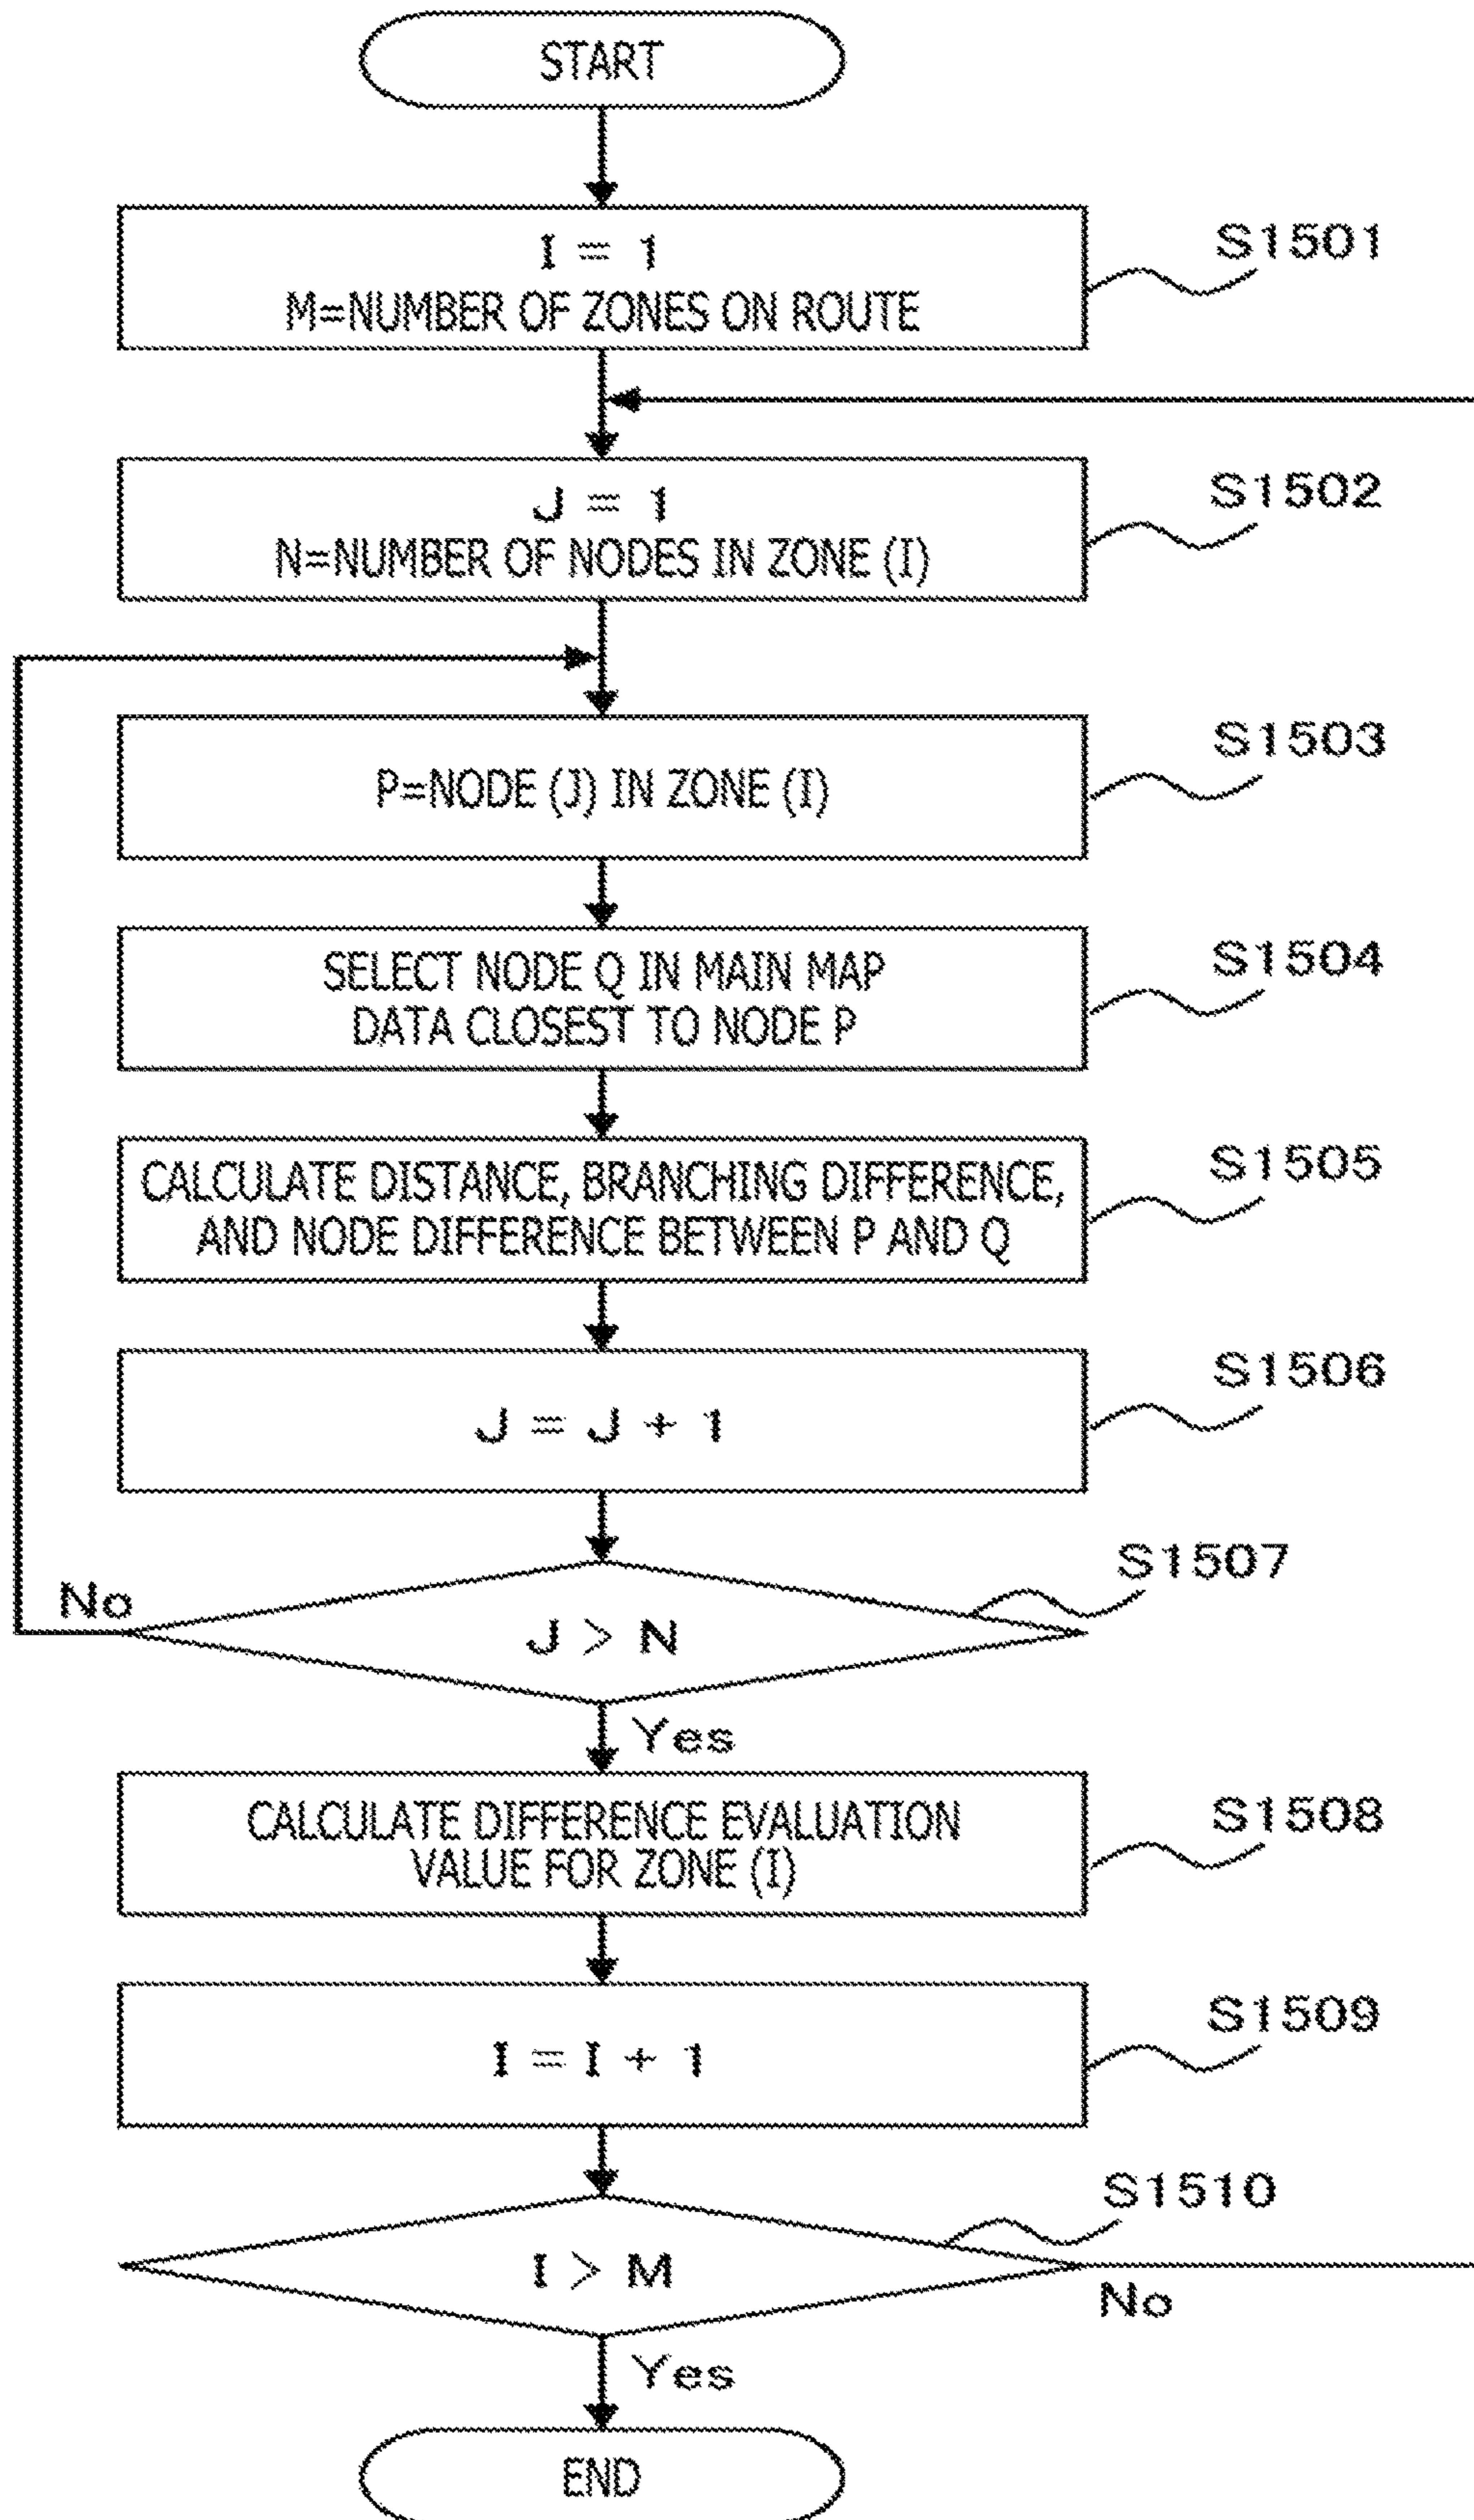 START
I = 1
M=NUMBER OF ZONES ON ROUTE
S1501
J = 1
N=NUMBER OF NODES IN ZONE (I)
S1502
P=NODE (J) IN ZONE (I)
S1503
SELECT NODE Q IN MAIN MAP
DATA CLOSEST TO NODE P
S1504
CALCULATE DISTANCE, BRANCHING DIFFERENCE,
AND NODE DIFFERENCE BETWEEN P AND Q
S1505
J = J + 1
S1506
J > N
S1507
No
Yes
CALCULATE DIFFERENCE EVALUATION
VALUE FOR ZONE (I)
S1508
I = I + 1
S1509
I > M
S1510
No
Yes
END